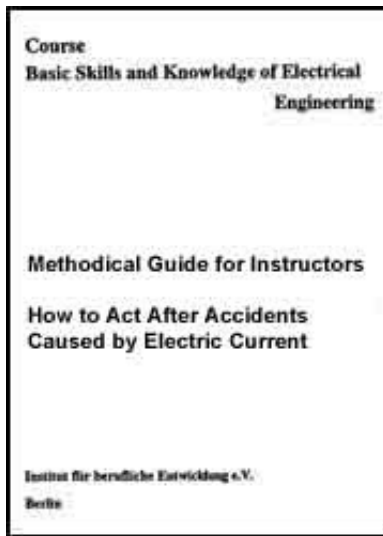 Course
Basic Skills and Knowledge of Electrical
Engineering
Methodical Guide for Instructors
How to Act After Accidents
Caused by Electric Current
Institut für berufliche Entwicklung e.V.
Berlin